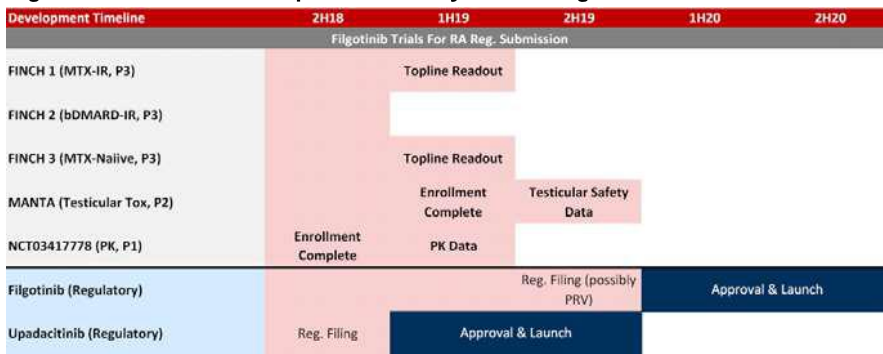 Development Timeline 2H18 1H19 2H19 1H20 2H20
Filgotinib Trials For RA Reg. Submission
FINCH 1 (MTX-IR, P3) Topline Readout
FINCH 2 (bDMARD-IR, P3)
FINCH 3 (MTX-Naiive, P3) Topline Readout
MANTA (Testicular Tox, P2) Enrollment Complete Testicular Safety Data
NCT03417778 (PK, P1) Enrollment Complete PK Data
Filgotinib (Regulatory) Reg. Filing (possibly PRV) Approval & Launch
Upadacitinib (Regulatory) Reg. Filing Approval & Launch